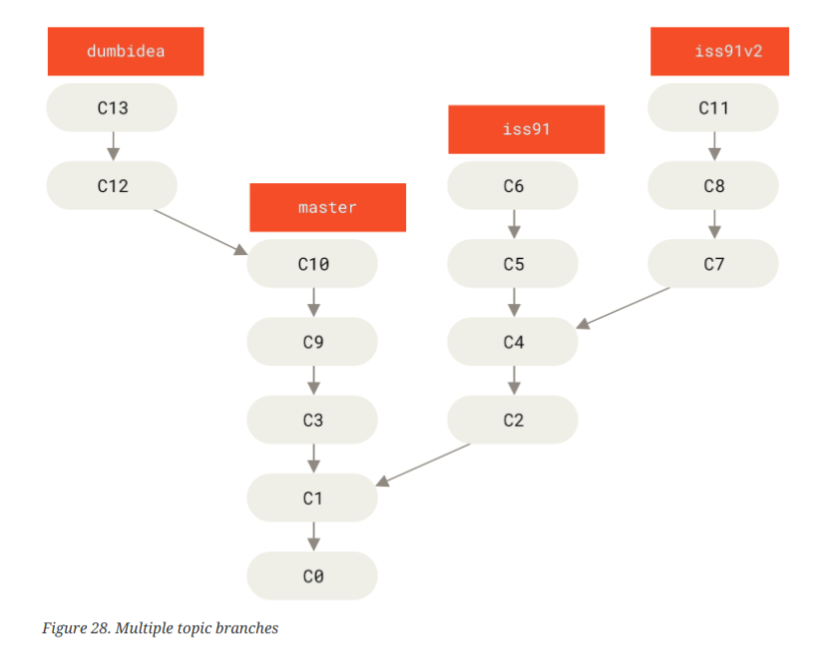 dumbidea
iss91v2
C13
C11
iss91
C12
C6
C8
master
C10
C5
C7
C9
C4
C3
C2
C1
C0
Figure 28. Multiple topic branches